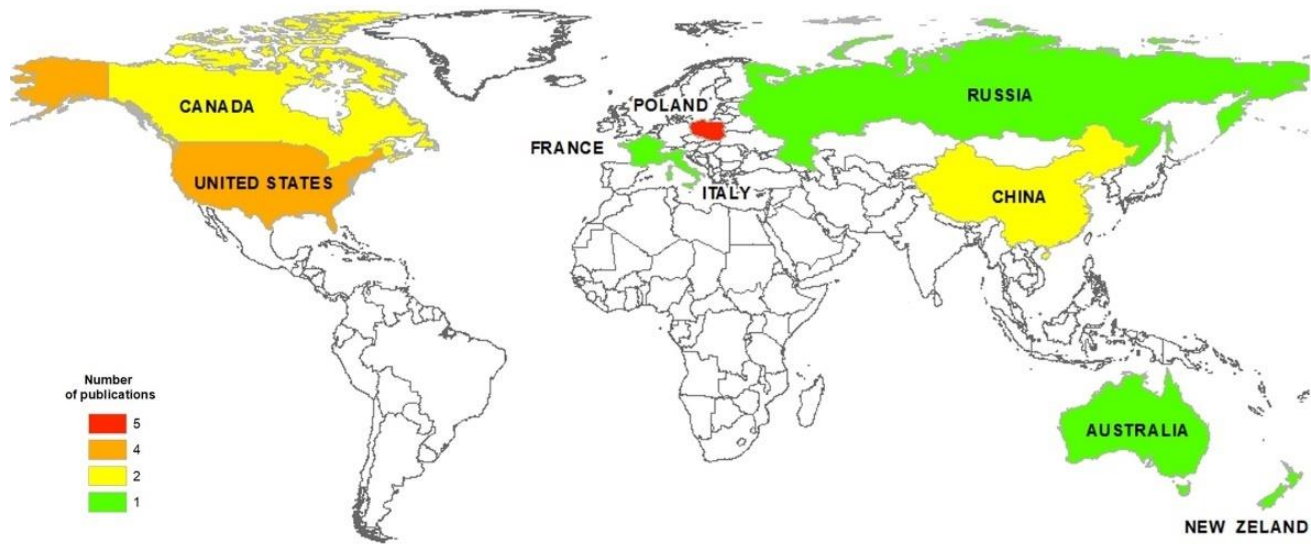 CANADA
UNITED STATES
POLAND
FRANCE
ITALY
RUSSIA
CHINA
AUSTRALIA
NEW ZELAND
Number
of publications
5
4
2
1